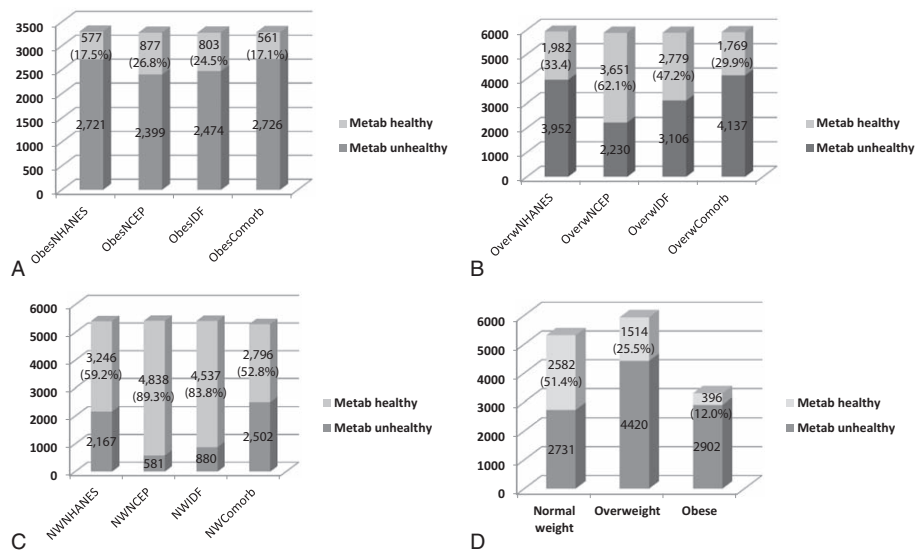 3500
3000
2500
2000
1500
1000
500
0
577
(17.5%)
877
(26.8%)
803
(24.5%)
561
(17.1%)
2,721
2,399
2,474
2,726
ObesNHANES
ObesNCEP
ObesIDF
ObesComorb
Metab healthy
Metab unhealthy
A
6000
5000
4000
3000
2000
1000
0
1,982
(33.4)
3,651
(62.1%)
2,779
(47.2%)
1,769
(29.9%)
3,952
2,230
3,106
4,137
OverwNHANES
OverwNCEP
OverwIDF
OverwComorb
Metab healthy
Metab unhealthy
B
6000
5000
4000
3000
2000
1000
0
3,246
(59.2%)
4,838
(89.3%)
4,537
(83.8%)
2,796
(52.8%)
2,167
581
880
2,502
NWNHANES
NWNCEP
NWIDF
NWComorb
Metab healthy
Metab unhealthy
C
6000
5000
4000
3000
2000
1000
0
2582
(51.4%)
1514
(25.5%)
396
(12.0%)
2731
4420
2902
Normal
weight
Overweight
Obese
Metab healthy
Metab unhealthy
D